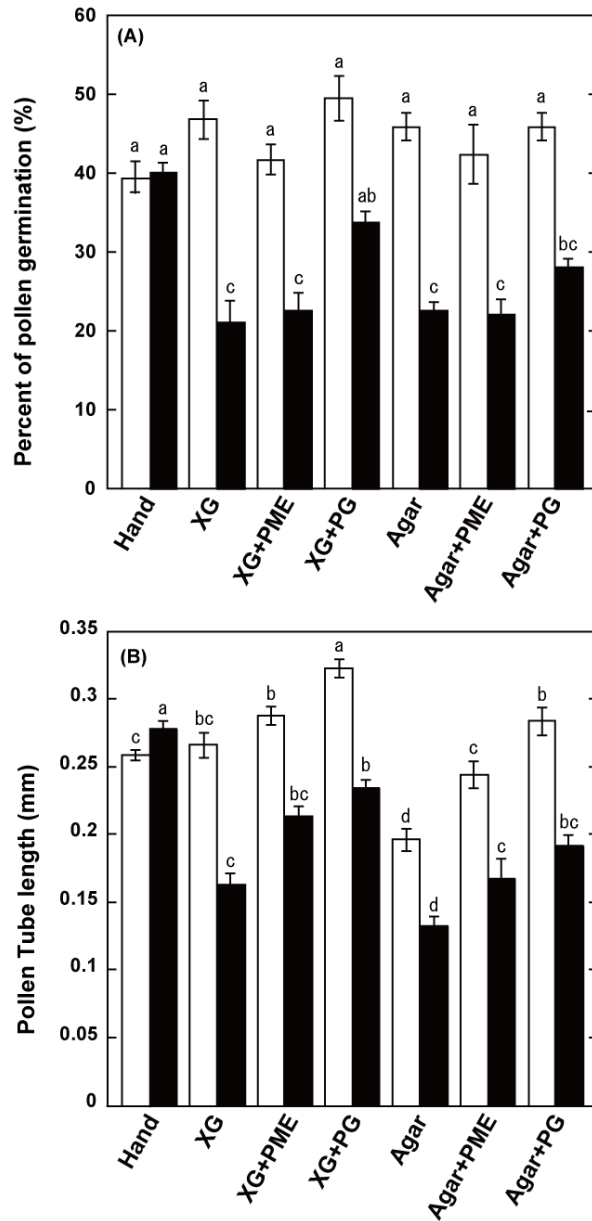 (A)
Percent of pollen germination (%)
60
50
40
30
20
10
0
a a a c a c a ab a c a c a bc
Hand XG XG+PME XG+PG Agar Agar+PME Agar+PG
(B)
Pollen Tube length (mm)
0.35
0.3
0.25
0.2
0.15
0.1
0.05
0
c a bc c b bc a b d d c c b bc
Hand XG XG+PME XG+PG Agar Agar+PME Agar+PG